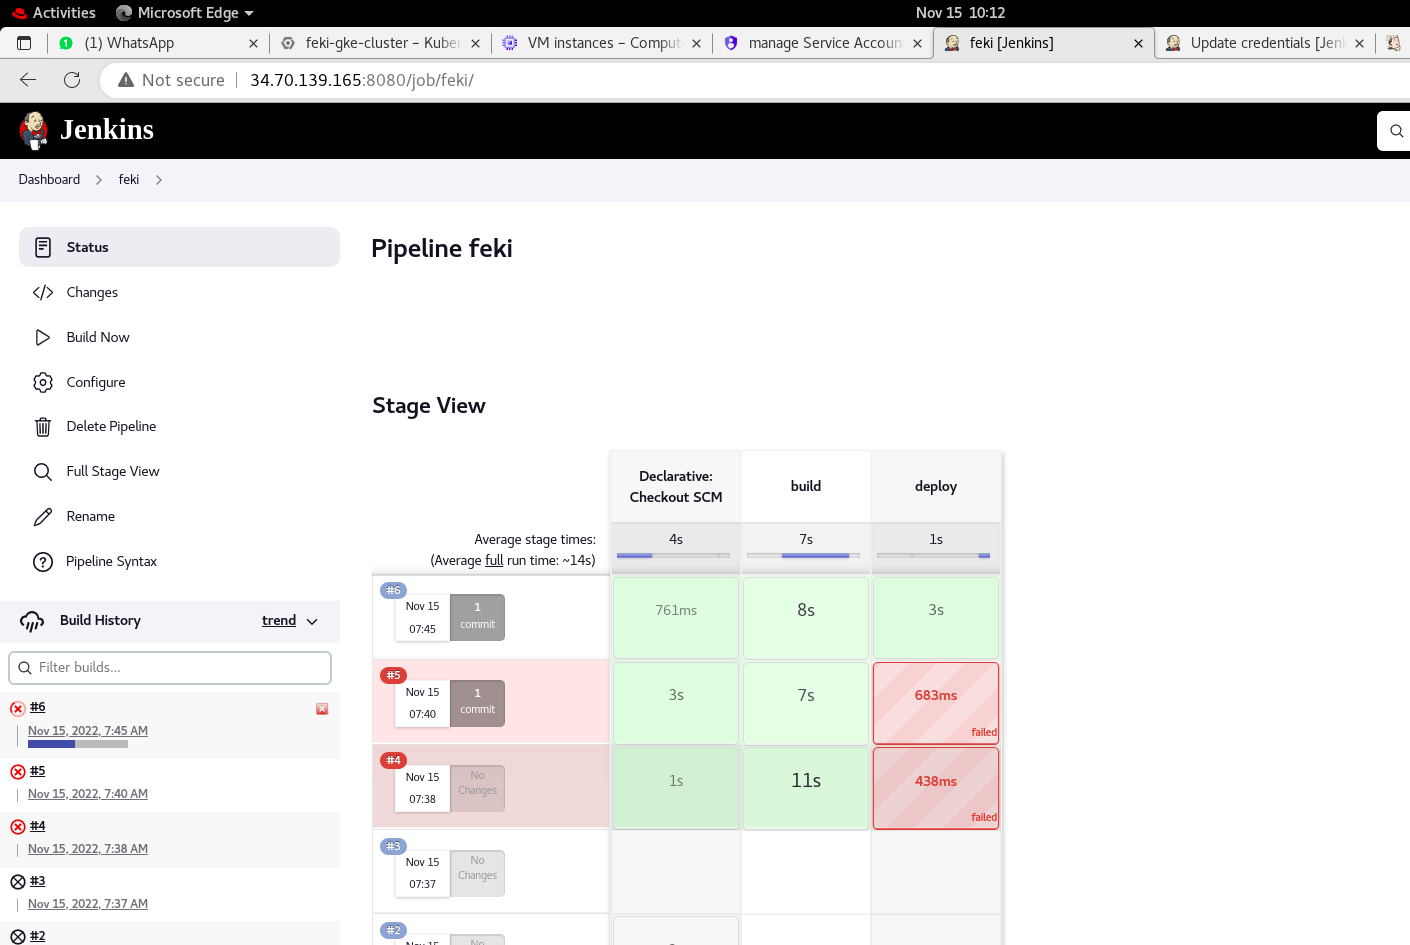 Activities
Microsoft Edge
Nov 15 10:12
1
(1) WhatsApp
feki-gke-cluster – Kuber
VM instances – Comput
manage Service Accoun
feki [Jenkins]
Update credentials [Jenk
Not secure
34.70.139.165:8080/job/feki/
Jenkins
Dashboard
feki
Status
Changes
Build Now
Configure
Delete Pipeline
Full Stage View
Rename
Pipeline Syntax
Build History
trend
Filter builds...
#6
Nov 15, 2022, 7:45 AM
#5
Nov 15, 2022, 7:40 AM
#4
Nov 15, 2022, 7:38 AM
#3
Nov 15, 2022, 7:37 AM
#2
Pipeline feki
Stage View
Declarative:
Checkout SCM
build
deploy
Average stage times:
(Average full run time: ~14s)
4s
7s
1s
#6
Nov 15
07:45
1
commit
761ms
8s
3s
#5
Nov 15
07:40
1
commit
3s
7s
683ms
failed
#4
Nov 15
07:38
No
Changes
1s
11s
438ms
failed
#3
Nov 15
07:37
No
Changes
#2
Nov 15
No